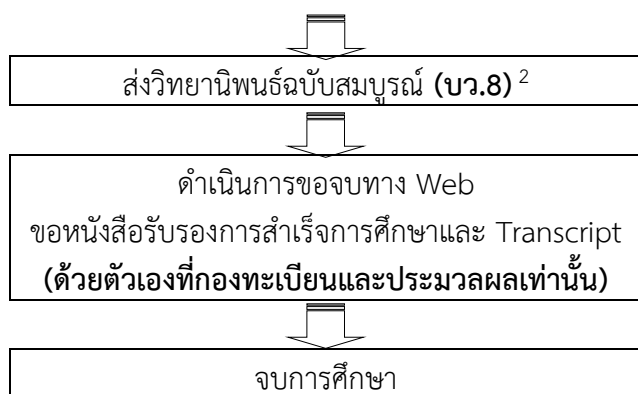 ส่งวิทยานิพนธ์ฉบับสมบูรณ์ (บว.8) 2
ดำเนินการขอจบทาง Web
ขอหนังสือรับรองการสำเร็จการศึกษาและ Transcript
(ด้วยตัวเองที่กองทะเบียนและประมวลผลเท่านั้น)
จบการศึกษา